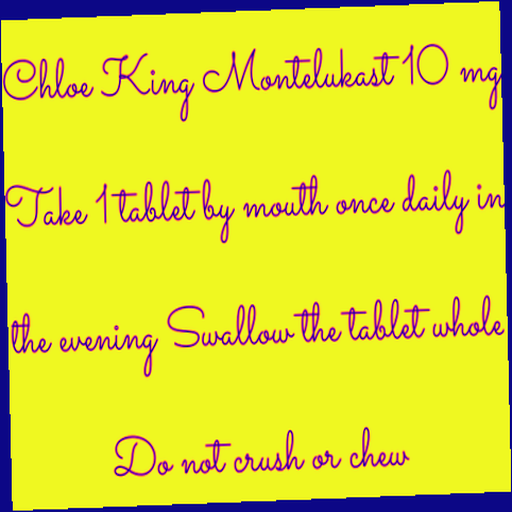 Chloe King Montelukast 10 mg
Take 1 tablet by mouth once daily in
the evening Swallow the tablet whole
Do not crush or chew